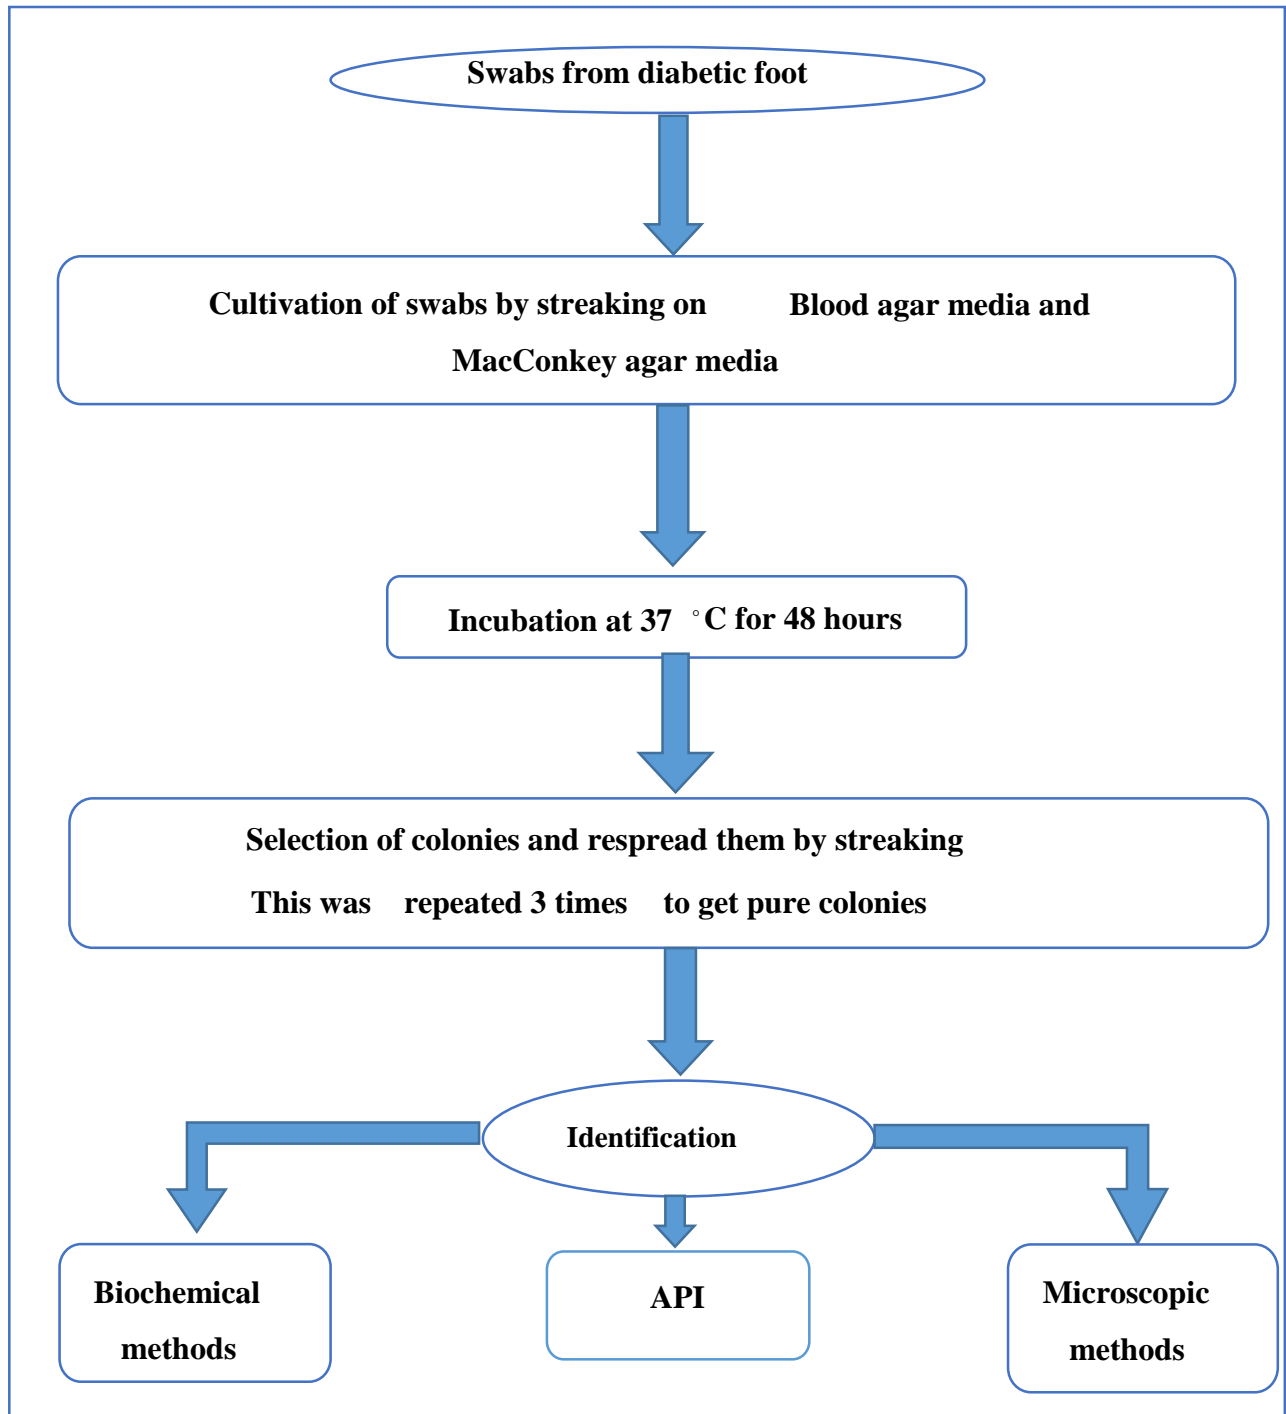 Swabs from diabetic foot
Cultivation of swabs by streaking on Blood agar media and
MacConkey agar media
Incubation at 37 °C for 48 hours
Selection of colonies and respread them by streaking
This was repeated 3 times to get pure colonies
Identification
Biochemical
methods
API
Microscopic
methods